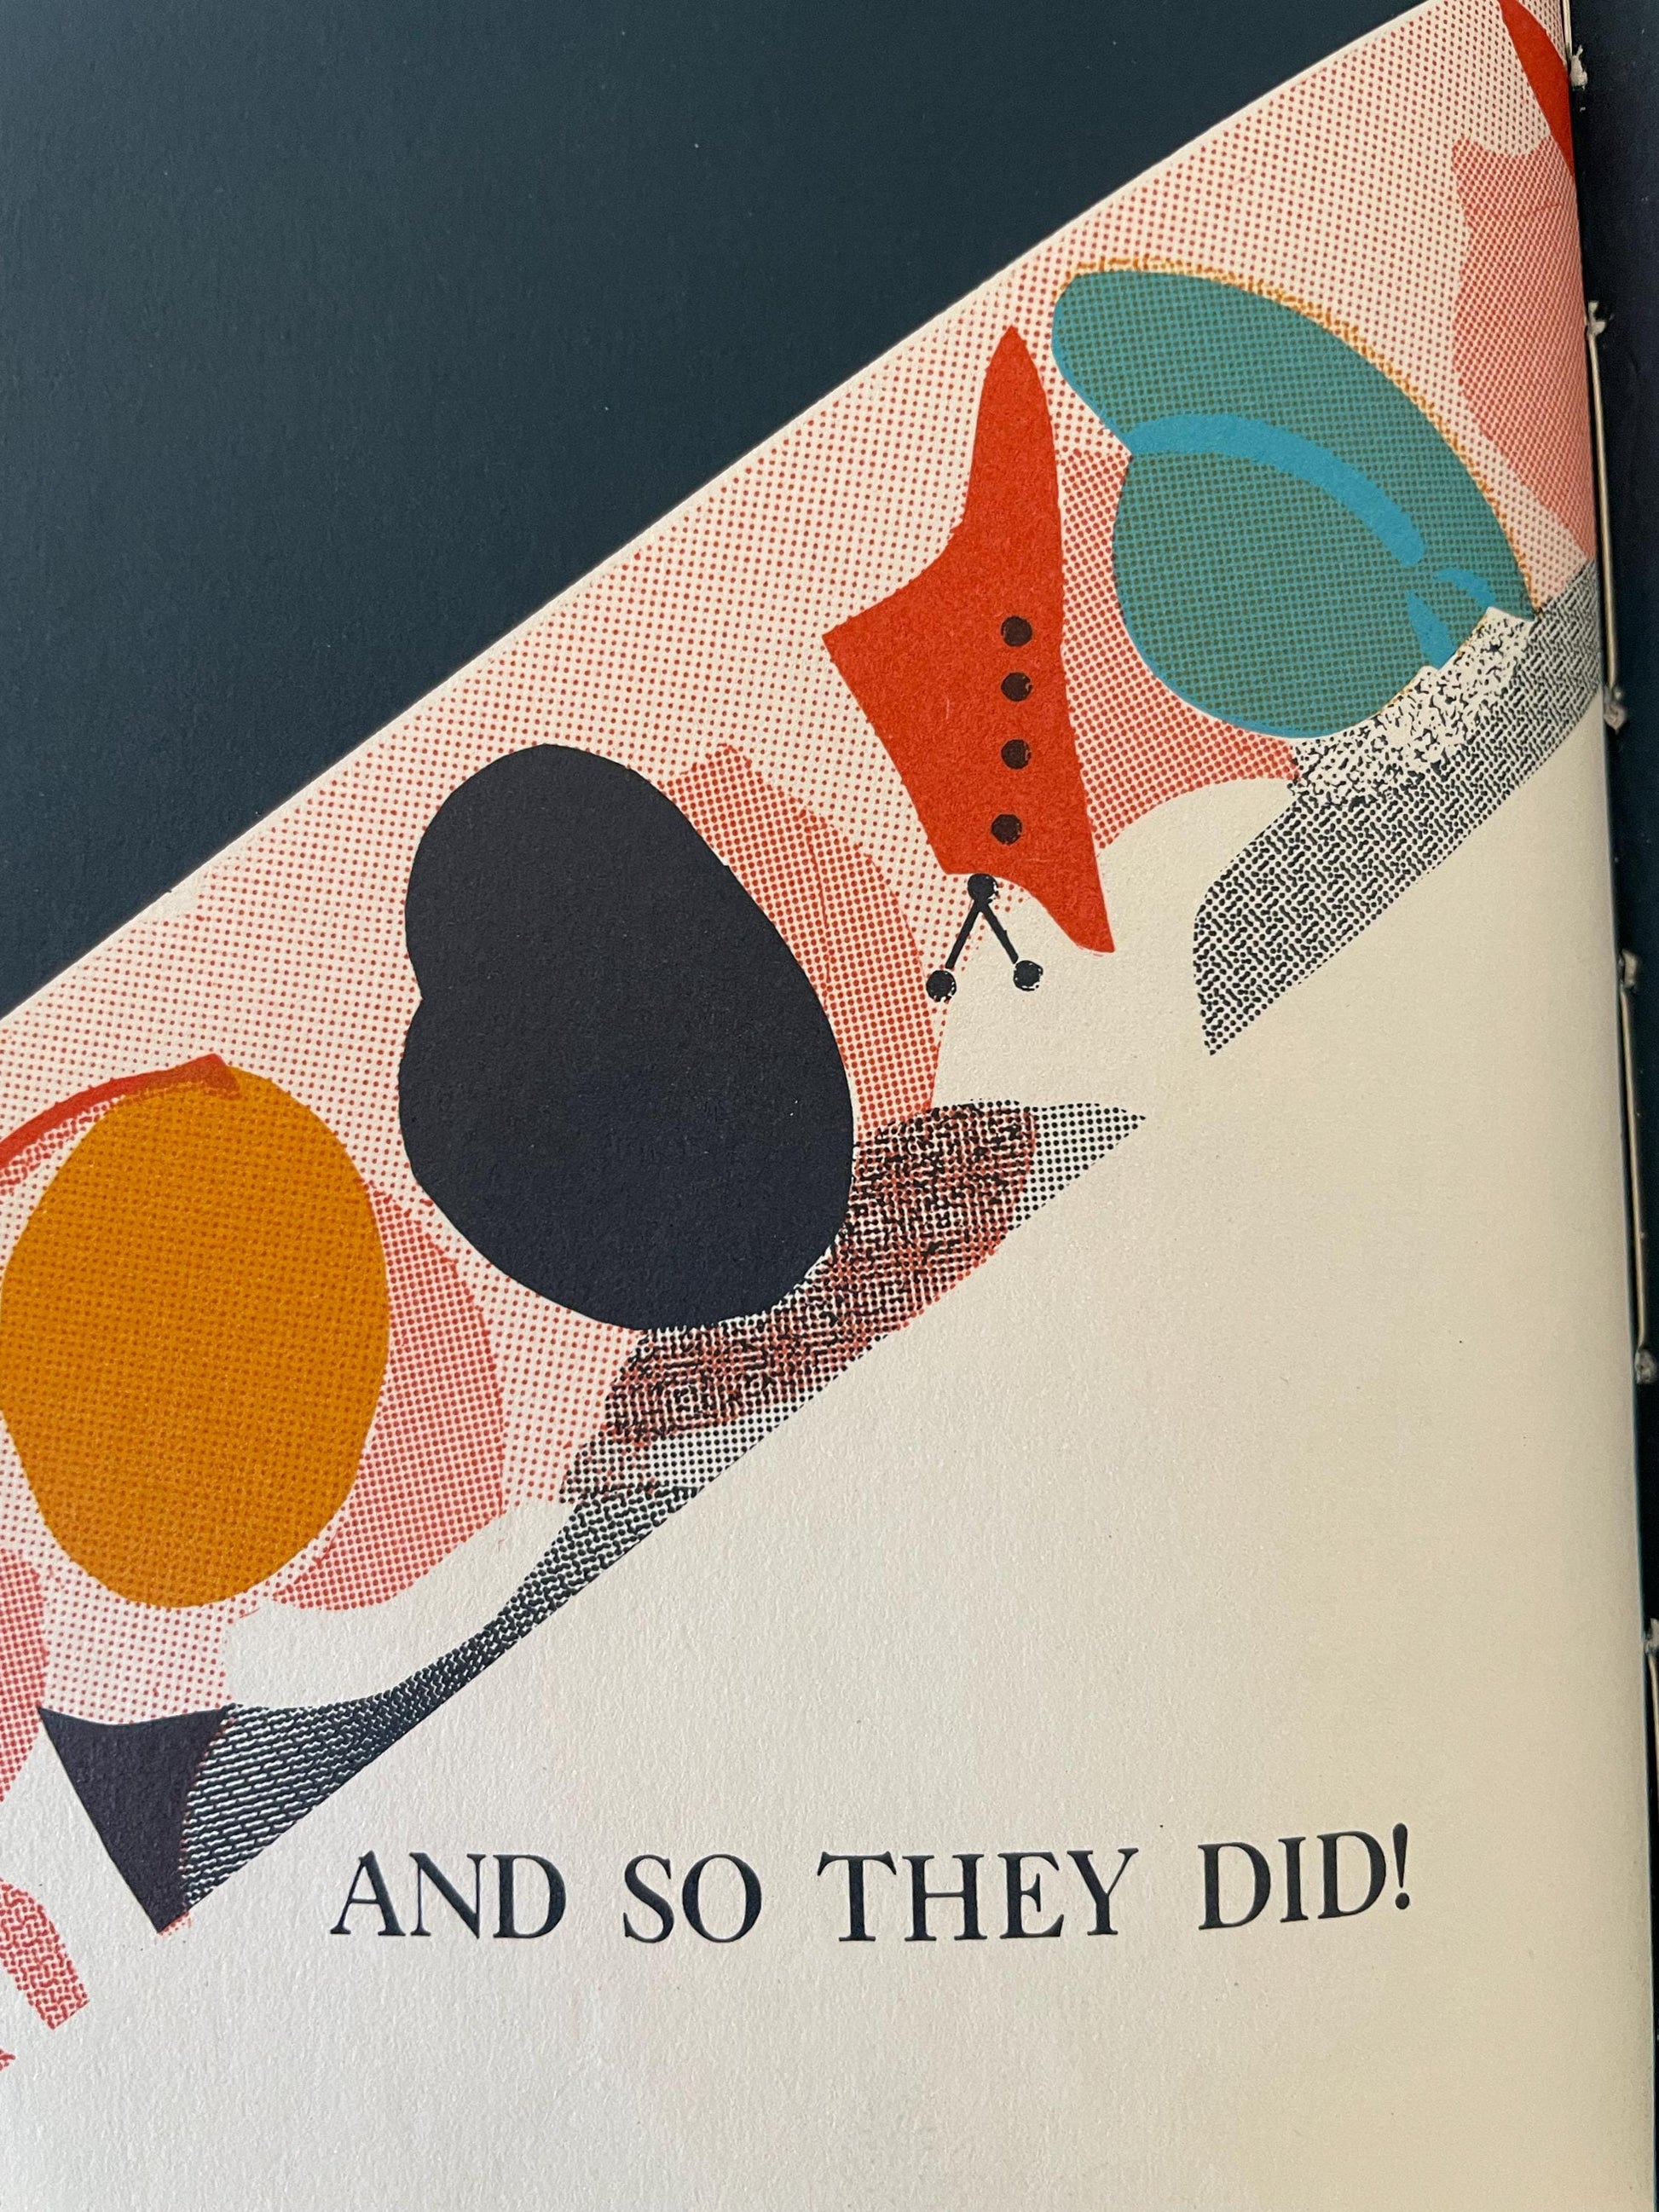 AND SO THEY DID!